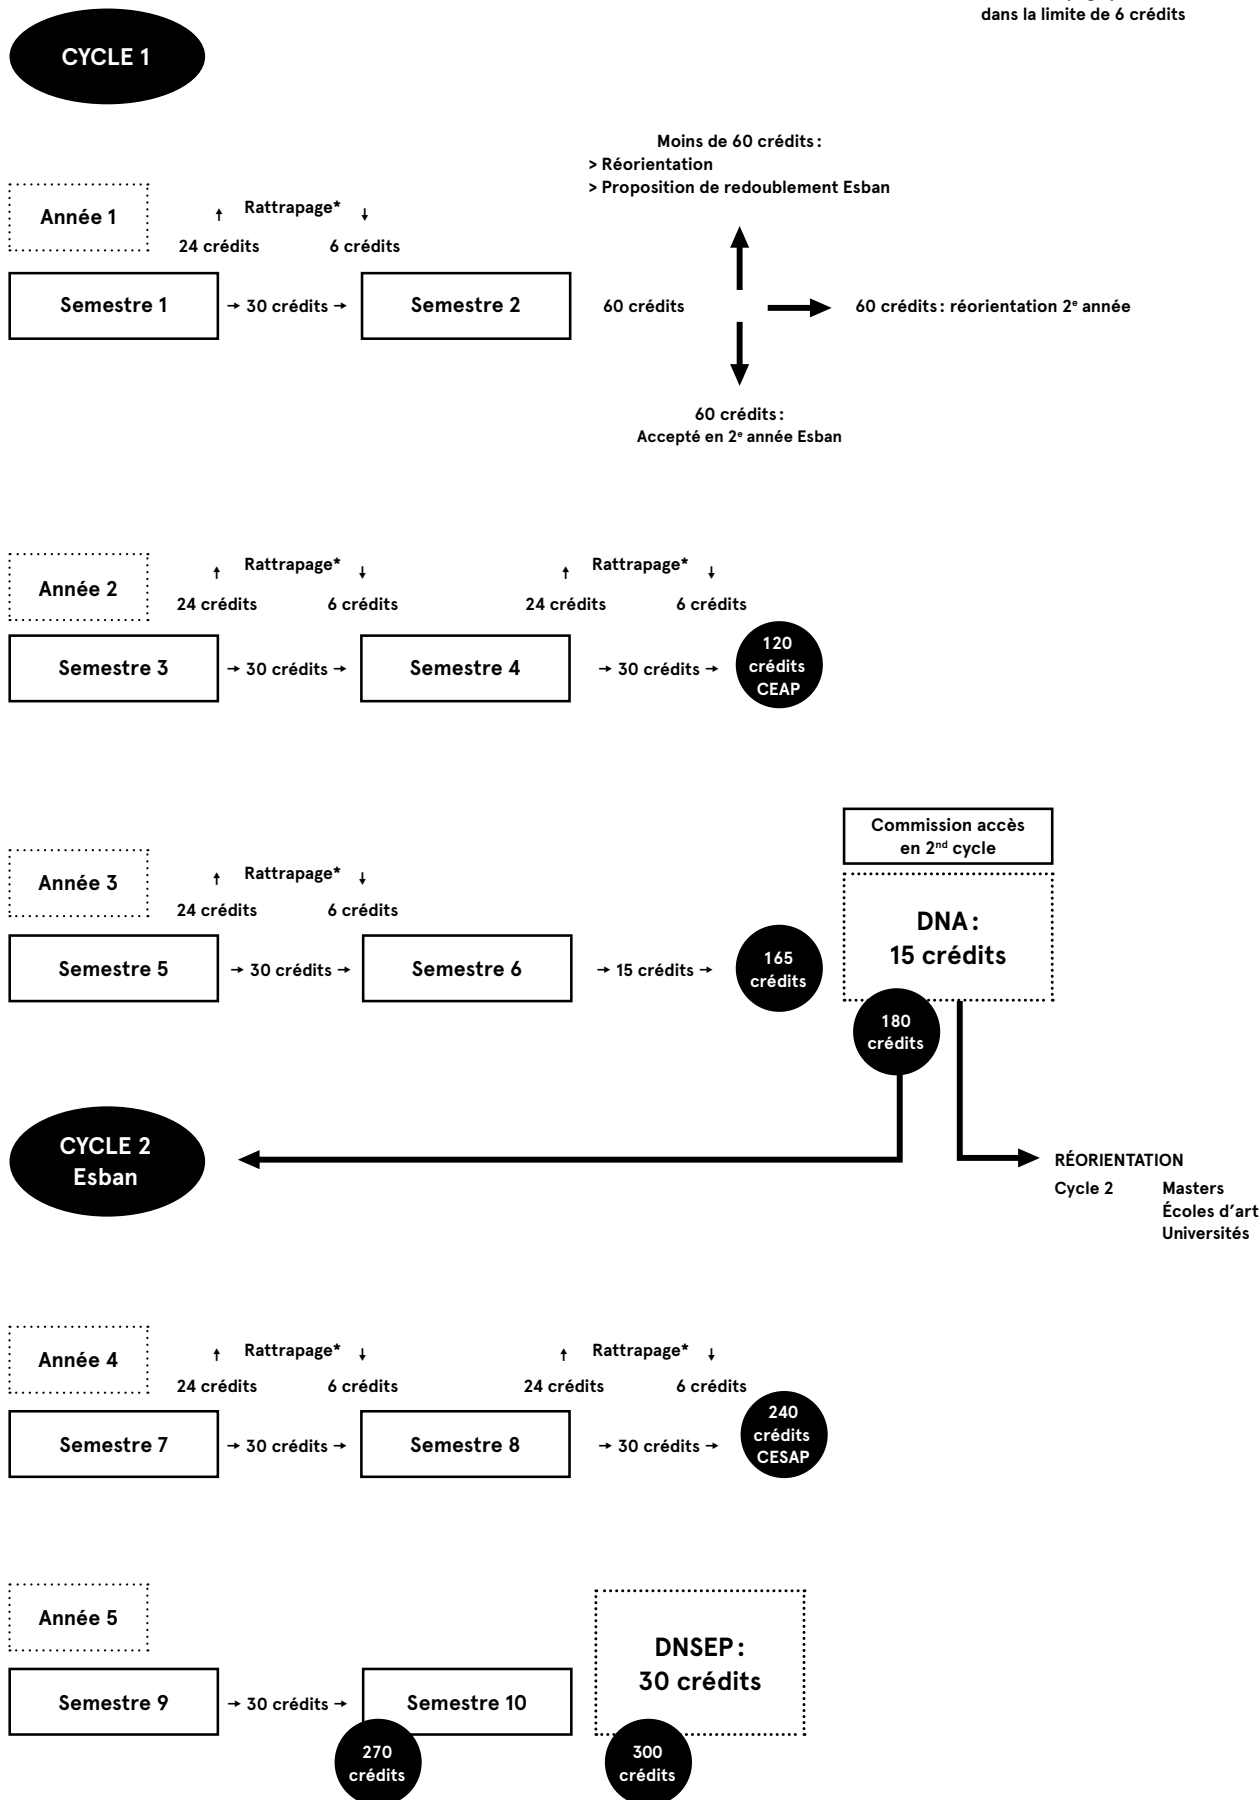 dans la limite de 6 crédits
CYCLE 1
Moins de 60 crédits :
> Réorientation
> Proposition de redoublement Esban
Année 1
↑ Rattrapage* ↓
24 crédits 6 crédits
Semestre 1 → 30 crédits → Semestre 2 60 crédits 60 crédits : réorientation 2e année
60 crédits :
Accepté en 2e année Esban
Année 2
↑ Rattrapage* ↓ ↑ Rattrapage* ↓
24 crédits 6 crédits 24 crédits 6 crédits
Semestre 3 → 30 crédits → Semestre 4 → 30 crédits →
120
crédits
CEAP
Commission accès
en 2nd cycle
Année 3
↑ Rattrapage* ↓
24 crédits 6 crédits
DNA :
15 crédits
Semestre 5 → 30 crédits → Semestre 6 → 15 crédits →
165
crédits
180
crédits
CYCLE 2
Esban
RÉORIENTATION
Cycle 2 Masters
Écoles d’art
Universités
Année 4
↑ Rattrapage* ↓ ↑ Rattrapage* ↓
24 crédits 6 crédits 24 crédits 6 crédits
Semestre 7 → 30 crédits → Semestre 8 → 30 crédits →
240
crédits
CESAP
Année 5
DNSEP :
30 crédits
Semestre 9 → 30 crédits → Semestre 10
270
crédits
300
crédits